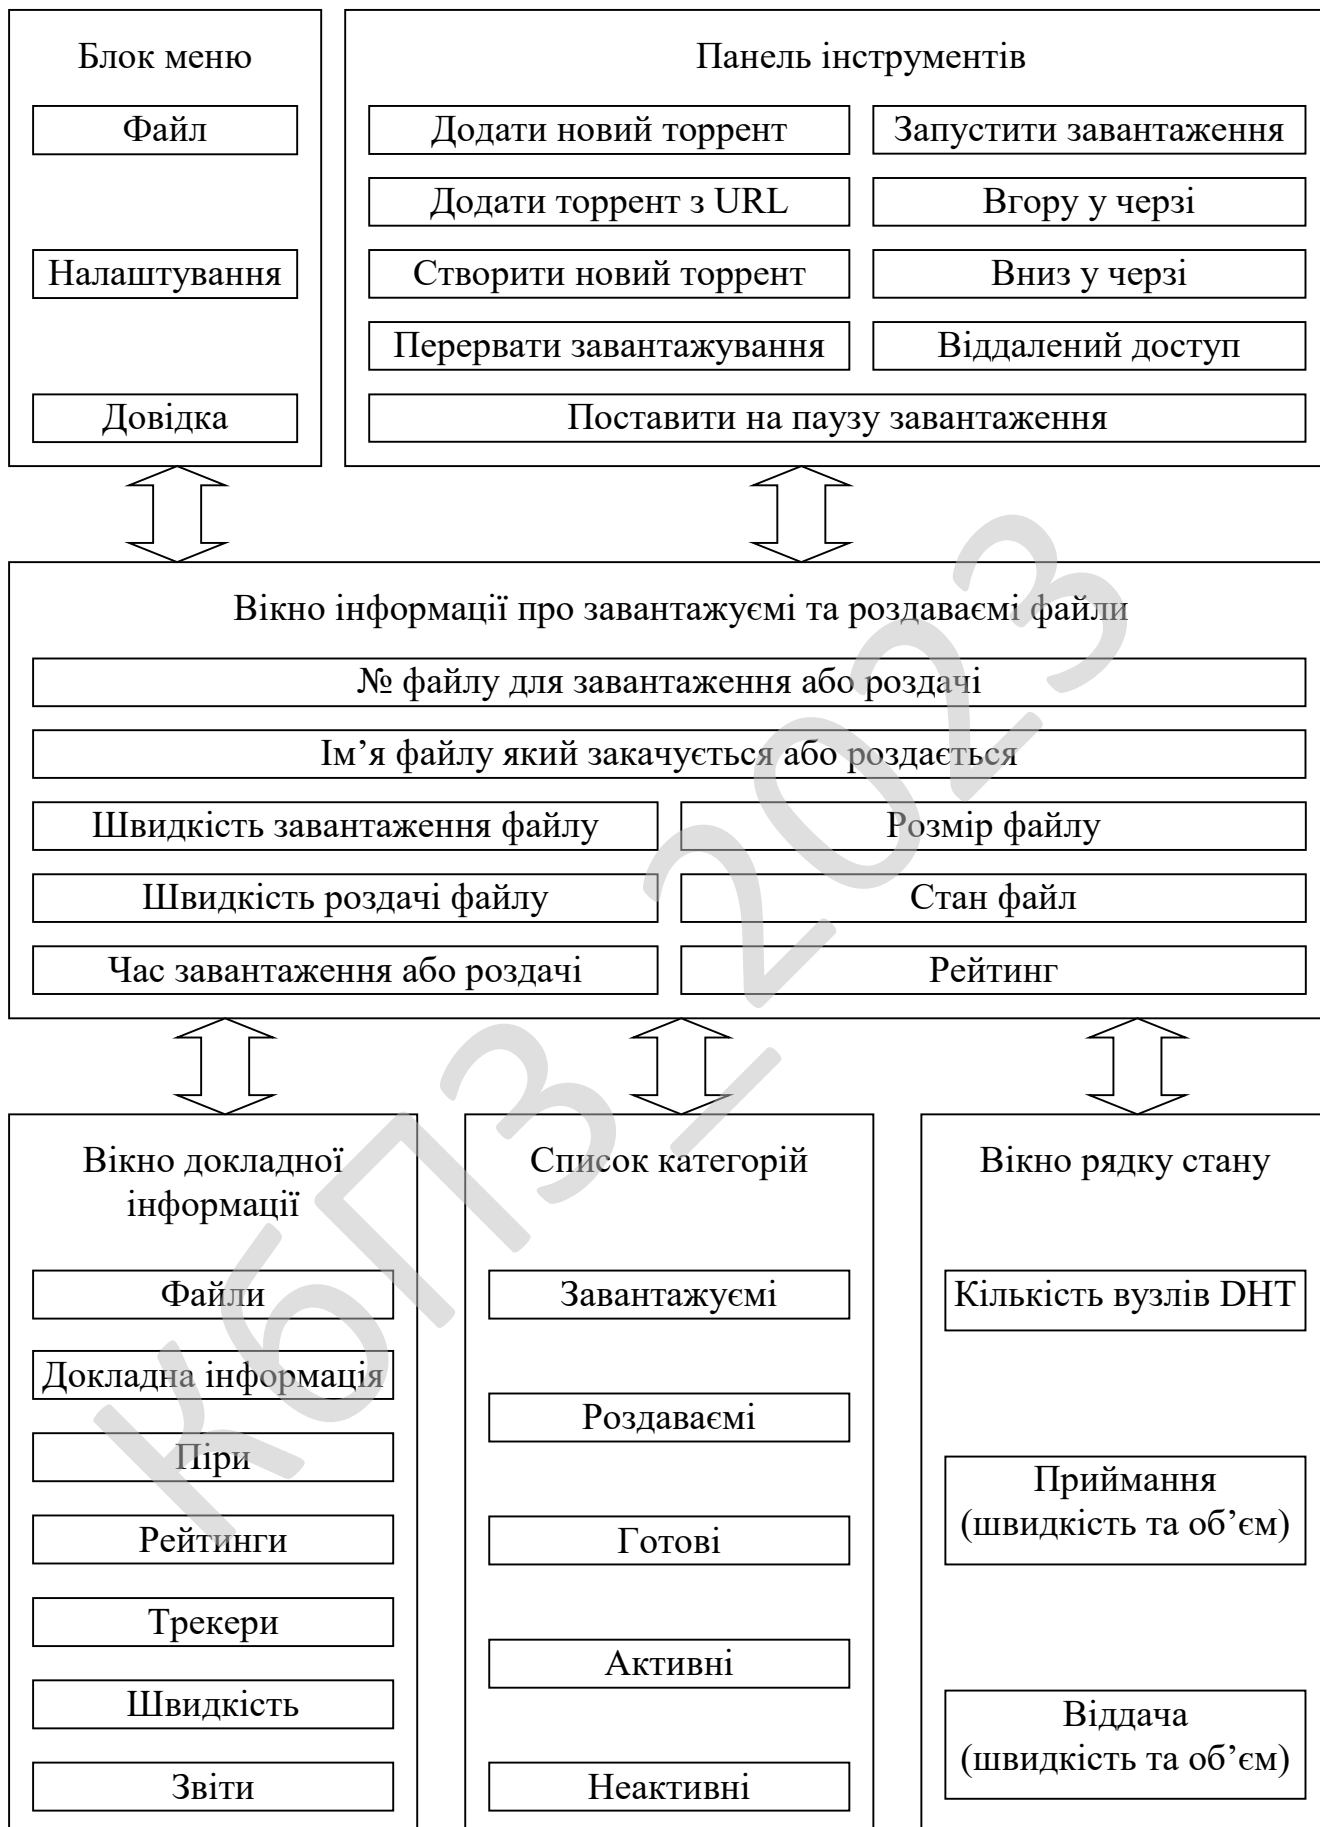 Блок меню
Файл
Налаштування
Довідка
Панель інструментів
Додати новий торрент
Запустити завантаження
Додати торрент з URL
Вгору у черзі
Створити новий торрент
Вниз у черзі
Перервати завантажування
Віддалений доступ
Поставити на паузу завантаження
Вікно інформації про завантажуємі та роздаваємі файли
№ файлу для завантаження або роздачі
Ім’я файлу який закачується або роздається
Швидкість завантаження файлу
Розмір файлу
Швидкість роздачі файлу
Стан файл
Час завантаження або роздачі
Рейтинг
Вікно докладної
інформації
Файли
Докладна інформація
Піри
Рейтинги
Трекери
Швидкість
Звіти
Список категорій
Завантажуємі
Роздаваємі
Готові
Активні
Неактивні
Вікно рядку стану
Кількість вузлів DHT
Приймання
(швидкість та об’єм)
Віддача
(швидкість та об’єм)
КбПЗ_2023